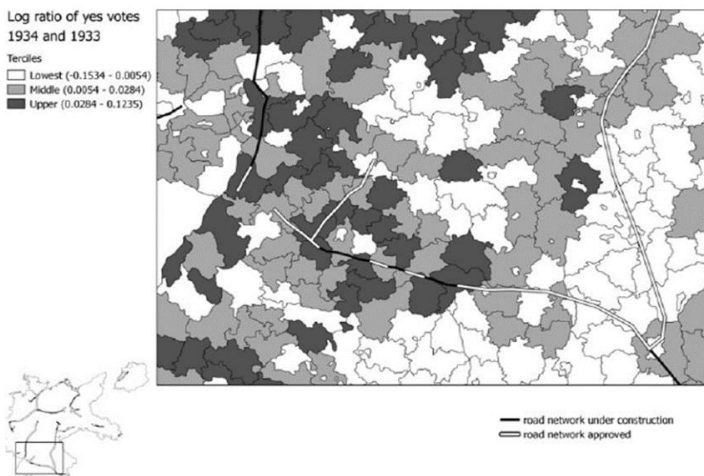 Log ratio of yes votes
1934 and 1933
Terciles
Lowest (-0.1534 - 0.0054)
Middle (0.0054 - 0.0284)
Upper (0.0284 - 0.1235)
road network under construction
road network approved